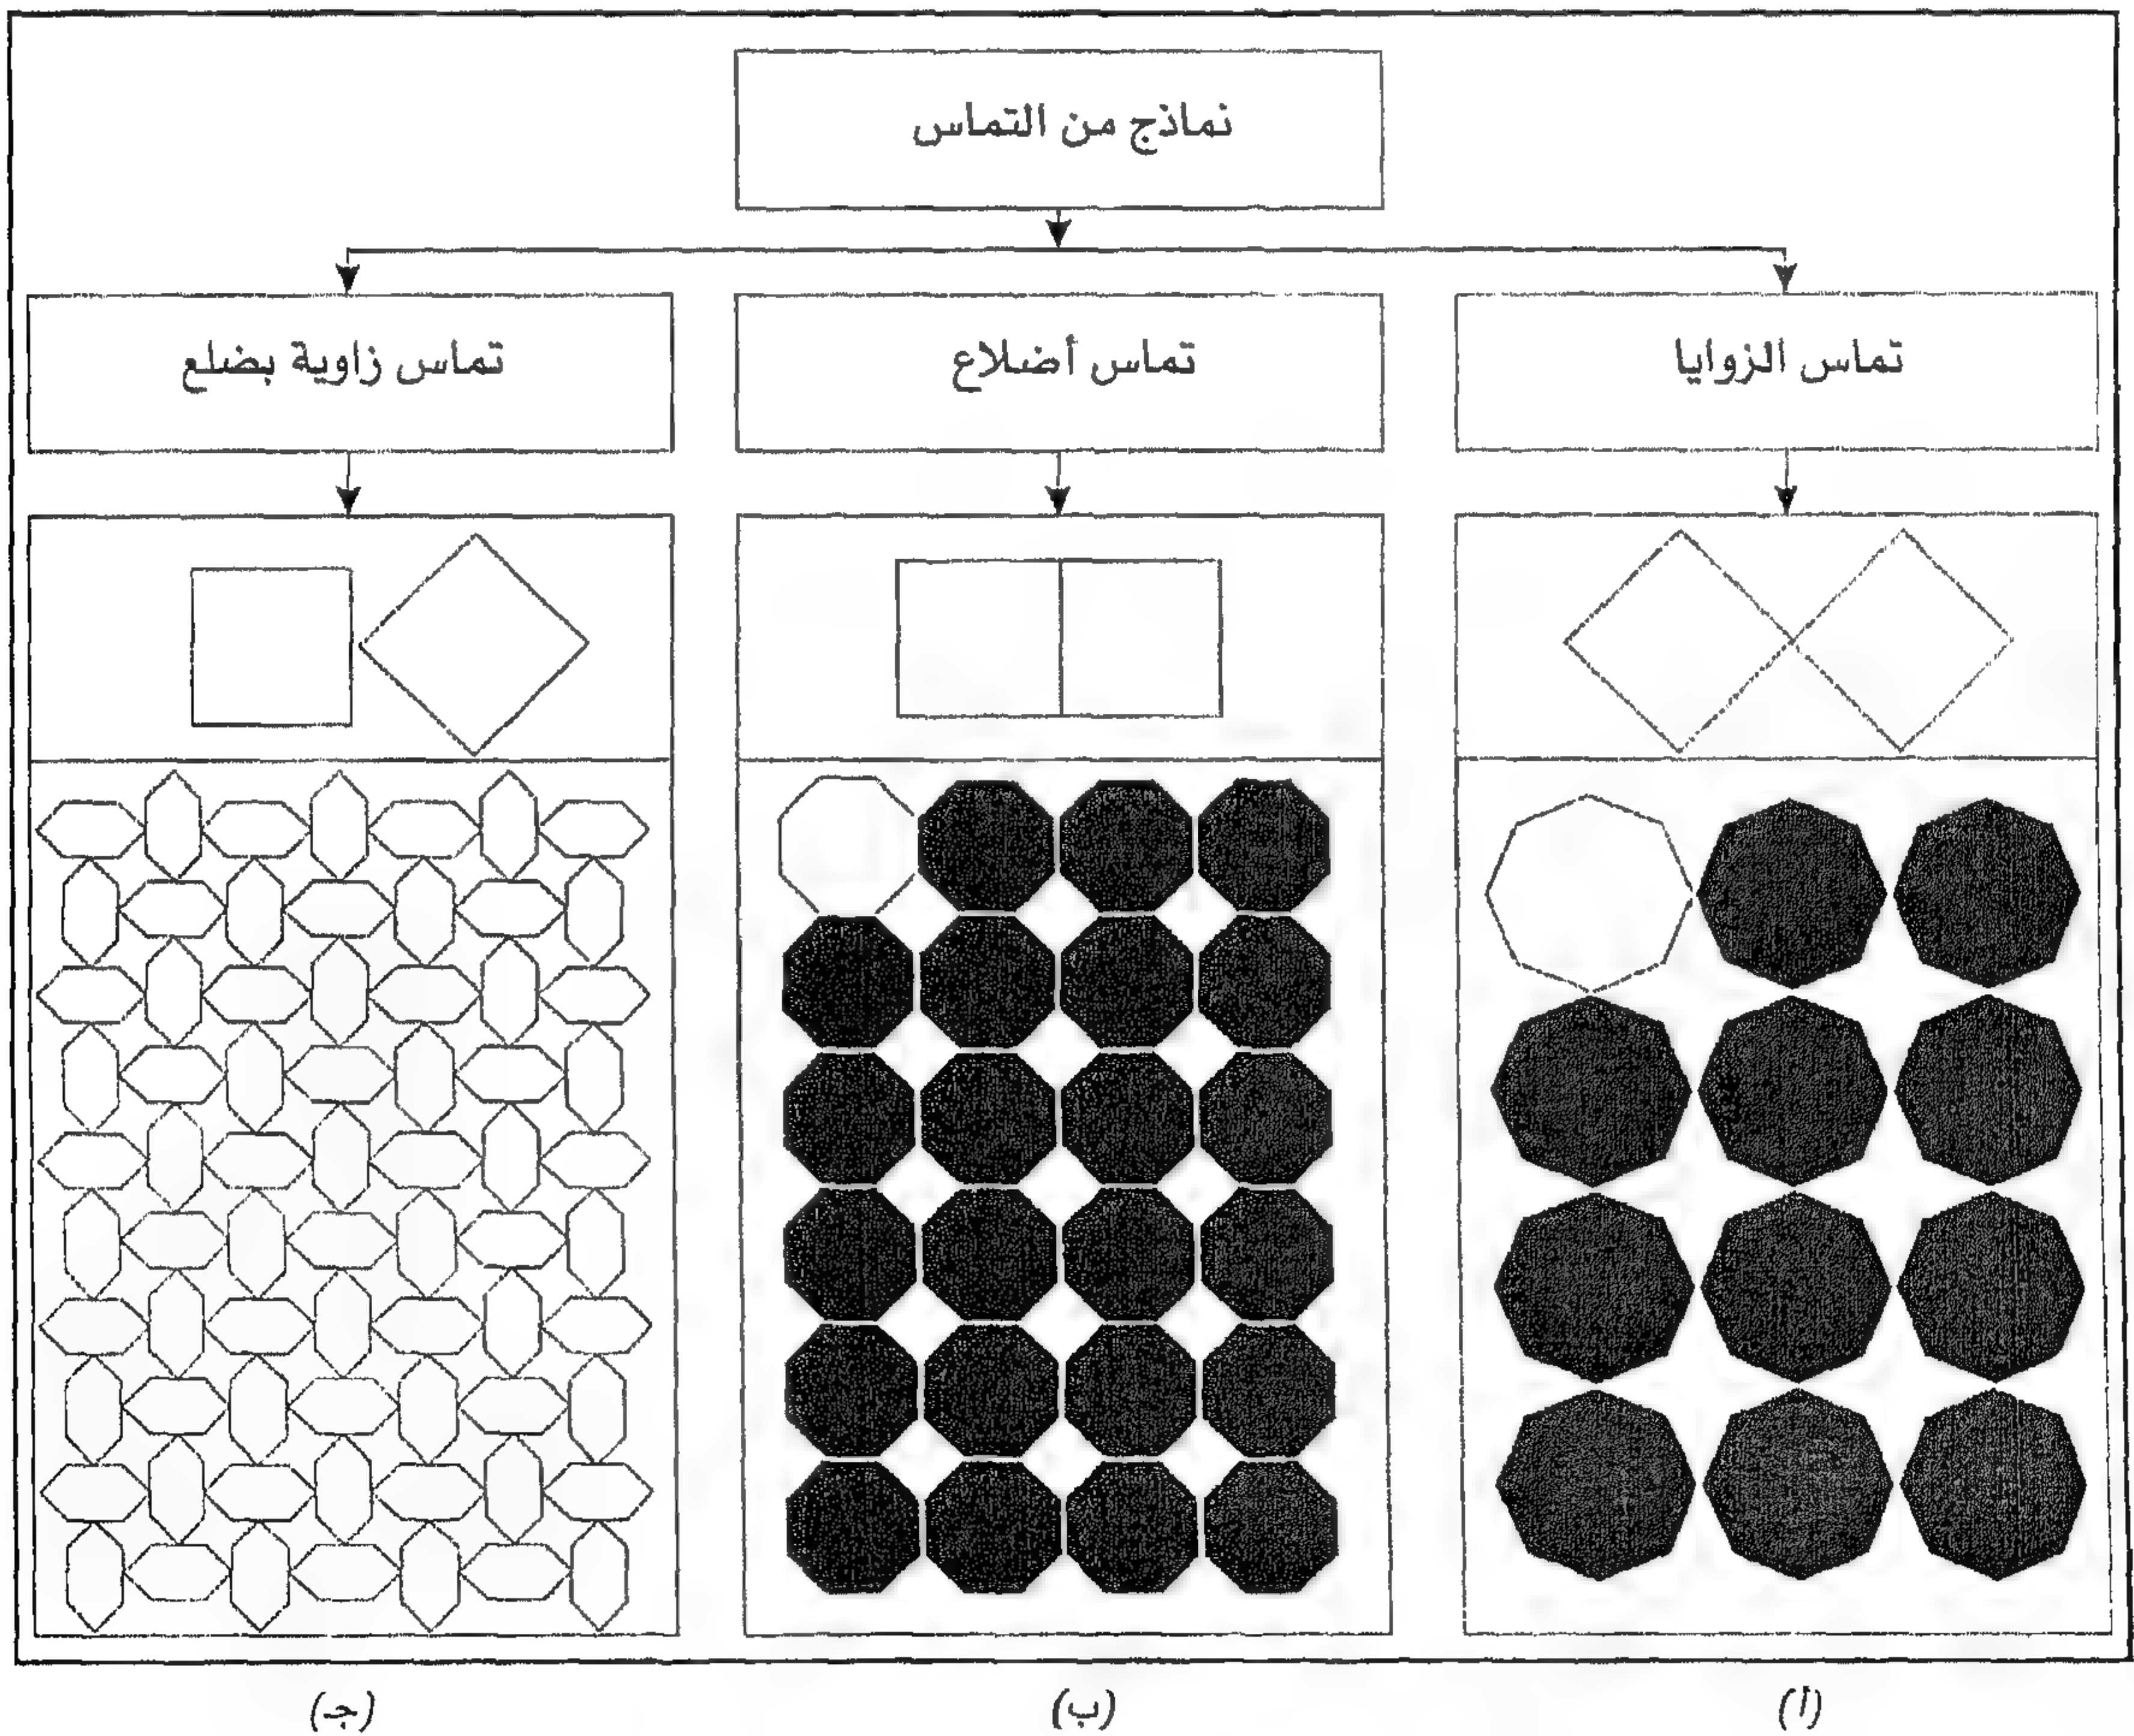 نماذج من التماس
تماس الزوايا
تماس أضلاع
تماس زاوية بضلع
(أ)
(ب)
(جـ)